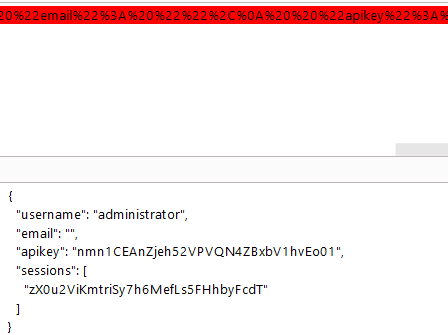 20%22email%22%3A%20%22%22%2C%0A%20%20%22apikey%22%3A%
{
"username": "administrator",
"email": "",
"apikey": "nmn1CEAnZjeh52VPVQN4ZBxbV1hvEo01",
"sessions": [
"zX0u2ViKmtriSy7h6MefLs5FHhbyFcdT"
]
}